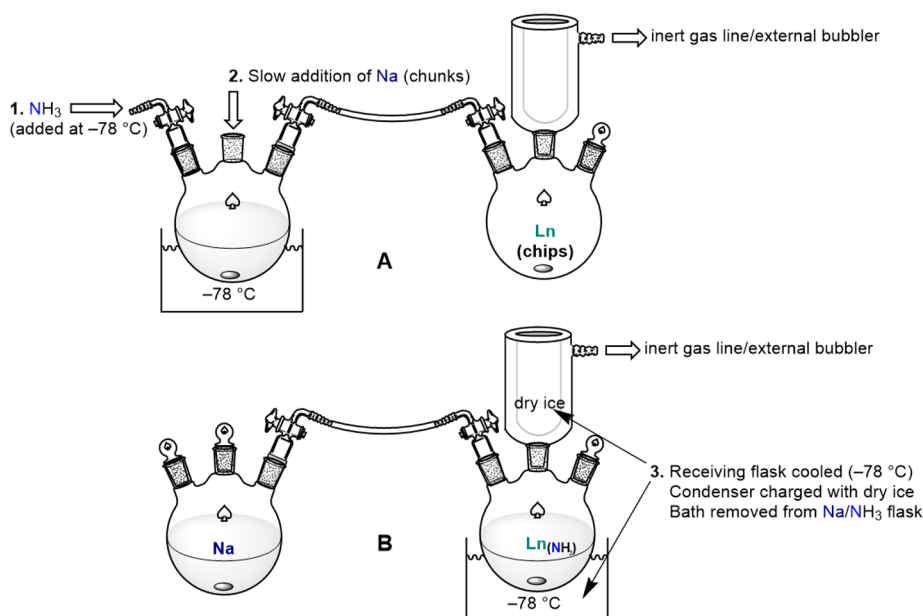 inert gas line/external bubbler
2. Slow addition of Na (chunks)
1. NH3
(added at –78 °C)
Ln
(chips)
A
–78 °C
inert gas line/external bubbler
dry ice
3. Receiving flask cooled (–78 °C)
Condenser charged with dry ice
Bath removed from Na/NH3 flask
Na
B
Ln(NH3)
–78 °C